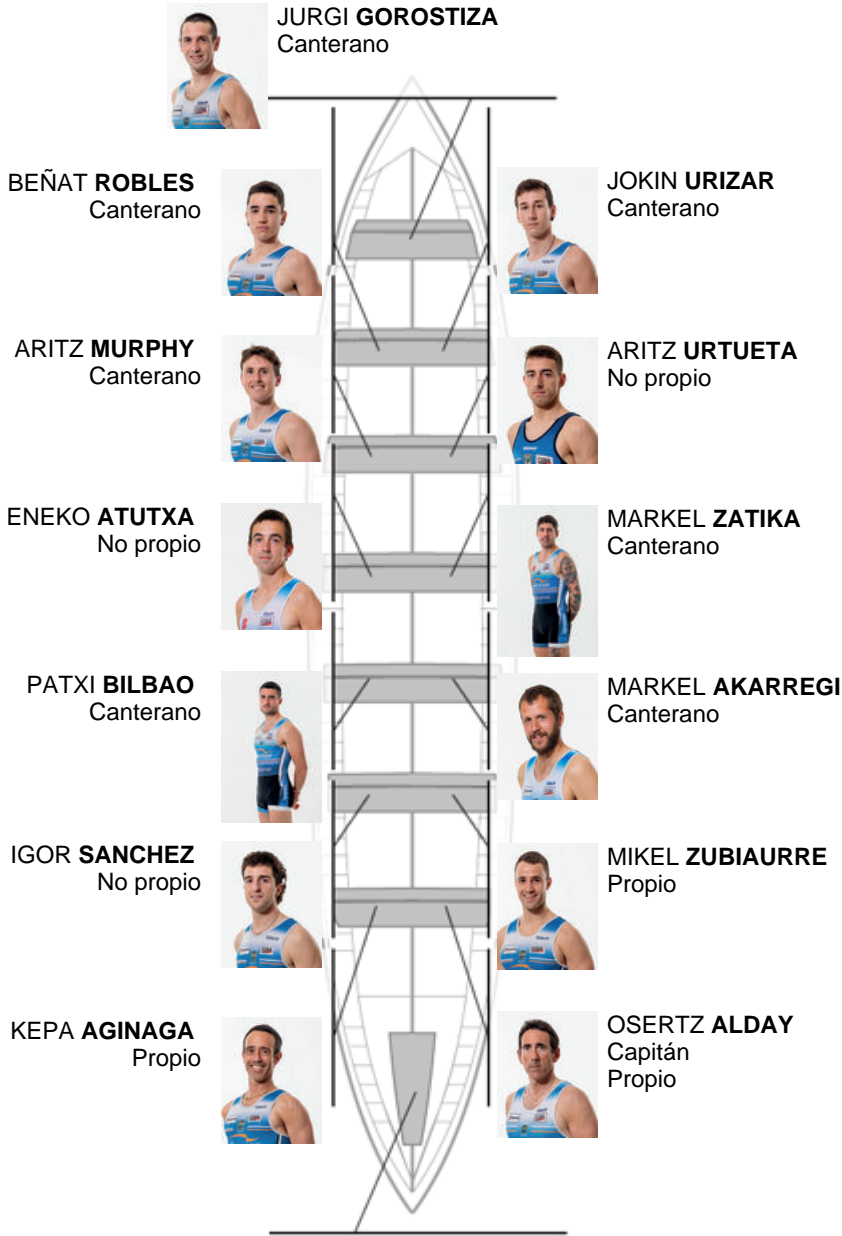 JURGI GOROSTIZA
Canterano
BEÑAT ROBLES
Canterano
JOKIN URIZAR
Canterano
ARITZ MURPHY
Canterano
ARITZ URTUETA
No propio
ENEKO ATUTXA
No propio
MARKEL ZATIKA
Canterano
PATXI BILBAO
Canterano
MARKEL AKARREGI
Canterano
IGOR SANCHEZ
No propio
MIKEL ZUBIAURRE
Propio
KEPA AGINAGA
Propio
OSERTZ ALDAY
Capitán
Propio